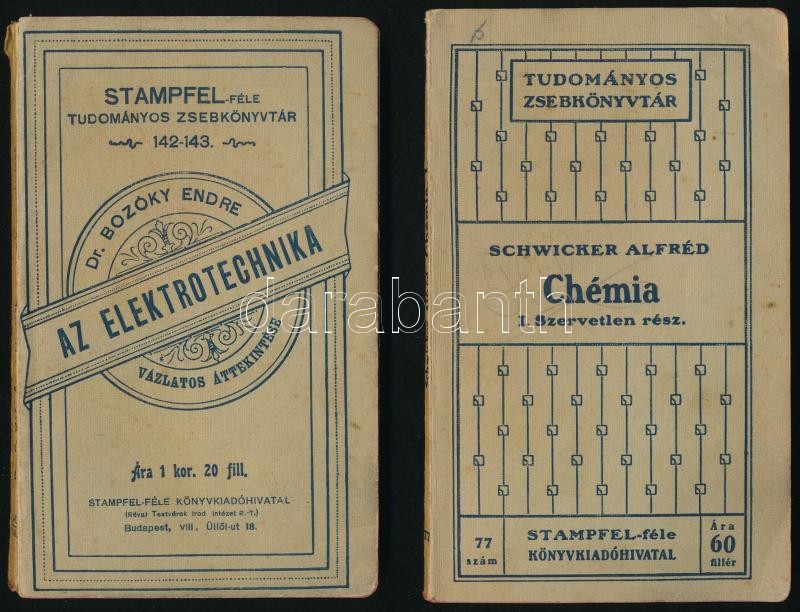 STAMPFEL-FÉLE
TUDOMÁNYOS ZSEBKÖNYVTÁR
142-143.
Dr. BOZÓKY ENDRE
AZ ELEKTROTECHNIKA
VÁZLATOS ÁTTEKINTÉSE
Ára 1 kor. 20 fill.
STAMPFEL-FÉLE KÖNYVKIADÓHIVATAL
(Révai Testvérek Irod Intézet R.-T.)
Budapest, VIII, Üllői-ut 18.
TUDOMÁNYOS
ZSEBKÖNYVTÁR
SCHWICKER ALFRÉD
Chémia
I. Szervetlen rész.
77
szám
STAMPFEL-féle
KÖNYVKIADÓHIVATAL
Ára
60
fillér
darabanth